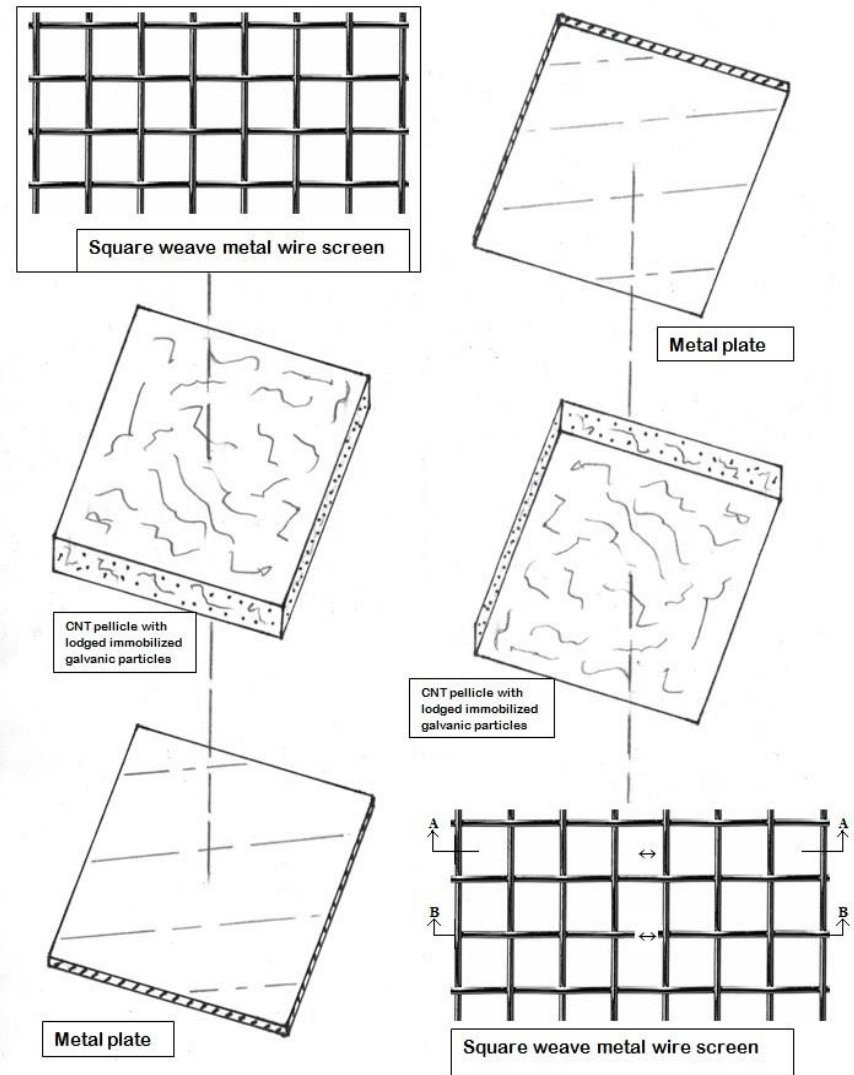 Square weave metal wire screen
Metal plate
CNT pellicle with
lodged immobilized
galvanic particles
CNT pellicle with
lodged immobilized
galvanic particles
A
A
B
B
Metal plate
Square weave metal wire screen